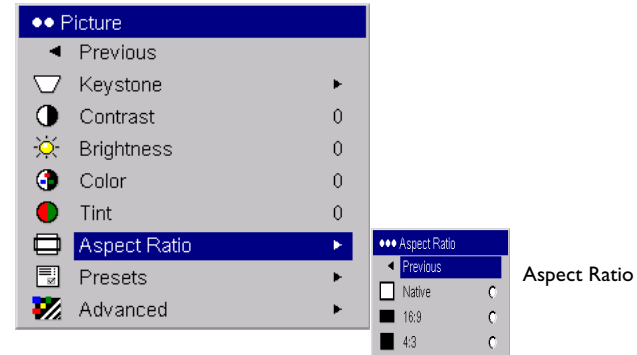 Picture
Previous
Keystone
Contrast 0
Brightness 0
Color 0
Tint 0
Aspect Ratio
Presets
Advanced
Aspect Ratio
Previous
Native
16:9
4:3
Aspect Ratio